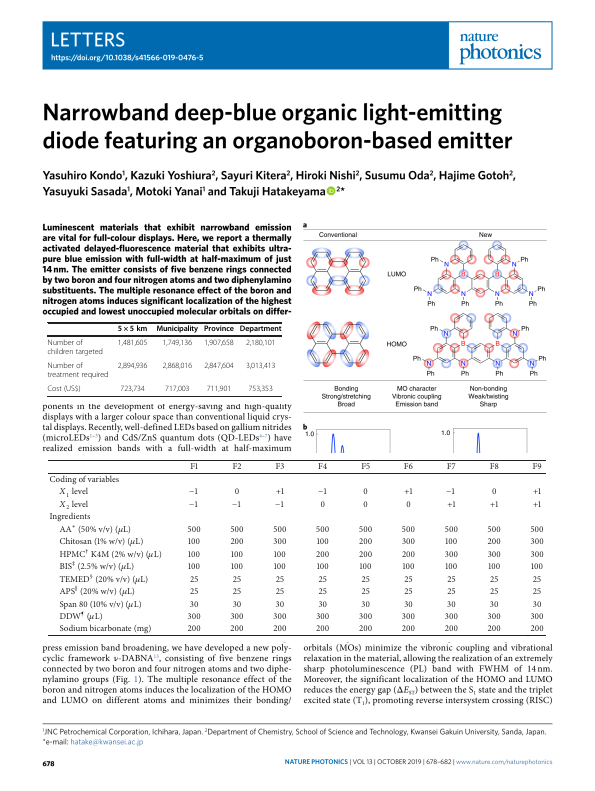 LETTERS
https://doi.org/10.1038/s41566-019-0476-5
nature
photonics
Narrowband deep-blue organic light-emitting
diode featuring an organoboron-based emitter
Yasuhiro Kondo1, Kazuki Yoshiura2, Sayuri Kitera2, Hiroki Nishi2, Susumu Oda2, Hajime Gotoh2,
Yasuyuki Sasada1, Motoki Yanai1 and Takuji Hatakeyama 2*
Luminescent materials that exhibit narrowband emission
are vital for full-colour displays. Here, we report a thermally
activated delayed-fluorescence material that exhibits ultra-
pure blue emission with full-width at half-maximum of just
14 nm. The emitter consists of five benzene rings connected
by two boron and four nitrogen atoms and two diphenylamino
substituents. The multiple resonance effect of the boron and
nitrogen atoms induces significant localization of the highest
occupied and lowest unoccupied molecular orbitals on differ-
5 × 5 km Municipality Province Department
Number of children targeted 1,481,605 1,749,136 1,907,658 2,180,101
Number of treatment required 2,894,936 2,868,016 2,847,604 3,013,413
Cost (US$) 723,734 717,003 711,901 753,353
ponents in the development of energy-saving and high-quality
displays with a larger colour space than conventional liquid crys-
tal displays. Recently, well-defined LEDs based on gallium nitrides
(microLEDs4–5) and CdS/ZnS quantum dots (QD-LEDs6–7) have
realized emission bands with a full-width at half-maximum
a
Conventional New
LUMO
Ph Ph
N N
B B
Ph N N N Ph
Ph Ph Ph
HOMO
Ph Ph
N N
B B
Ph N N N Ph
Ph Ph Ph
Bonding MO character Non-bonding
Strong/stretching Vibronic coupling Weak/twisting
Broad Emission band Sharp
b
1.0 1.0
F1 F2 F3 F4 F5 F6 F7 F8 F9
Coding of variables
X1 level −1 0 +1 −1 0 +1 −1 0 +1
X2 level −1 −1 −1 0 0 0 +1 +1 +1
Ingredients
AA* (50% v/v) (μL) 500 500 500 500 500 500 500 500 500
Chitosan (1% w/v) (μL) 100 200 300 100 200 300 100 200 300
HPMC† K4M (2% w/v) (μL) 100 100 100 200 200 200 300 300 300
BIS‡ (2.5% w/v) (μL) 100 100 100 100 100 100 100 100 100
TEMED§ (20% v/v) (μL) 25 25 25 25 25 25 25 25 25
APS‖ (20% w/v) (μL) 25 25 25 25 25 25 25 25 25
Span 80 (10% v/v) (μL) 30 30 30 30 30 30 30 30 30
DDW¶ (μL) 300 300 300 300 300 300 300 300 300
Sodium bicarbonate (mg) 200 200 200 200 200 200 200 200 200
press emission band broadening, we have developed a new poly-
cyclic framework ν-DABNA13, consisting of five benzene rings
connected by two boron and four nitrogen atoms and two diphe-
nylamino groups (Fig. 1). The multiple resonance effect of the
boron and nitrogen atoms induces the localization of the HOMO
and LUMO on different atoms and minimizes their bonding/
orbitals (MOs) minimize the vibronic coupling and vibrational
relaxation in the material, allowing the realization of an extremely
sharp photoluminescence (PL) band with FWHM of 14 nm.
Moreover, the significant localization of the HOMO and LUMO
reduces the energy gap (ΔEST) between the S1 state and the triplet
excited state (T1), promoting reverse intersystem crossing (RISC)
1JNC Petrochemical Corporation, Ichihara, Japan. 2Department of Chemistry, School of Science and Technology, Kwansei Gakuin University, Sanda, Japan.
*e-mail: hatake@kwansei.ac.jp
678
NATURE PHOTONICS | VOL 13 | OCTOBER 2019 | 678–682 | www.nature.com/naturephotonics